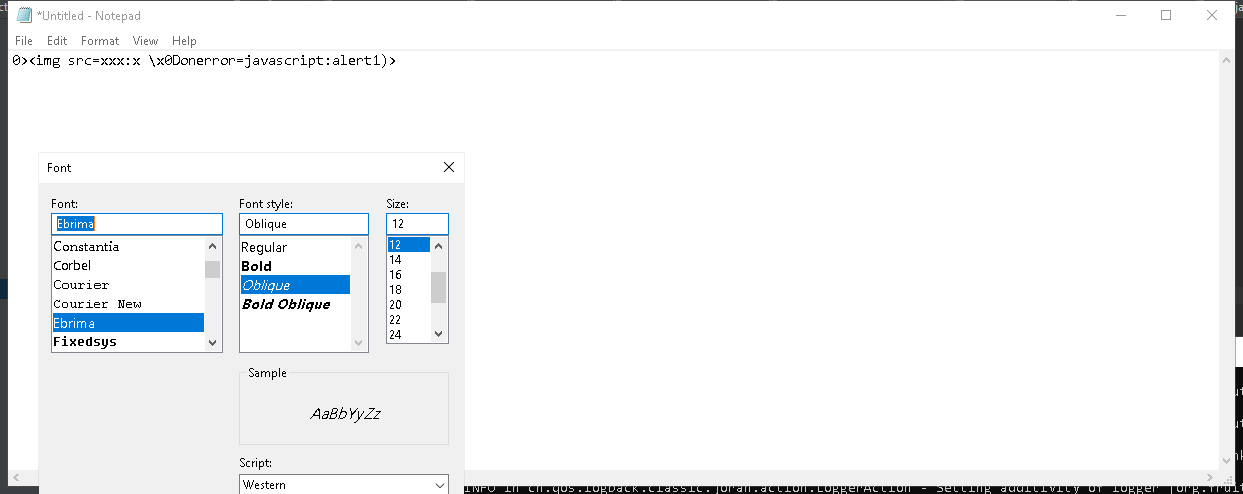 *Untitled - Notepad
File Edit Format View Help
0><img src=xxx:x \x0Donerror=javascript:alert1)>
Font
Font: Font style: Size:
Ebrima Oblique 12
Constantia
Corbel
Courier
Courier New
Ebrima
Fixedsys
Regular
Bold
Oblique
Bold Oblique
12
14
16
18
20
22
24
Sample
AaBbYyZz
Script:
Western
INFO in ch.qos.logback.classic.joran.action.LoggerAction - Setting additivity of logger